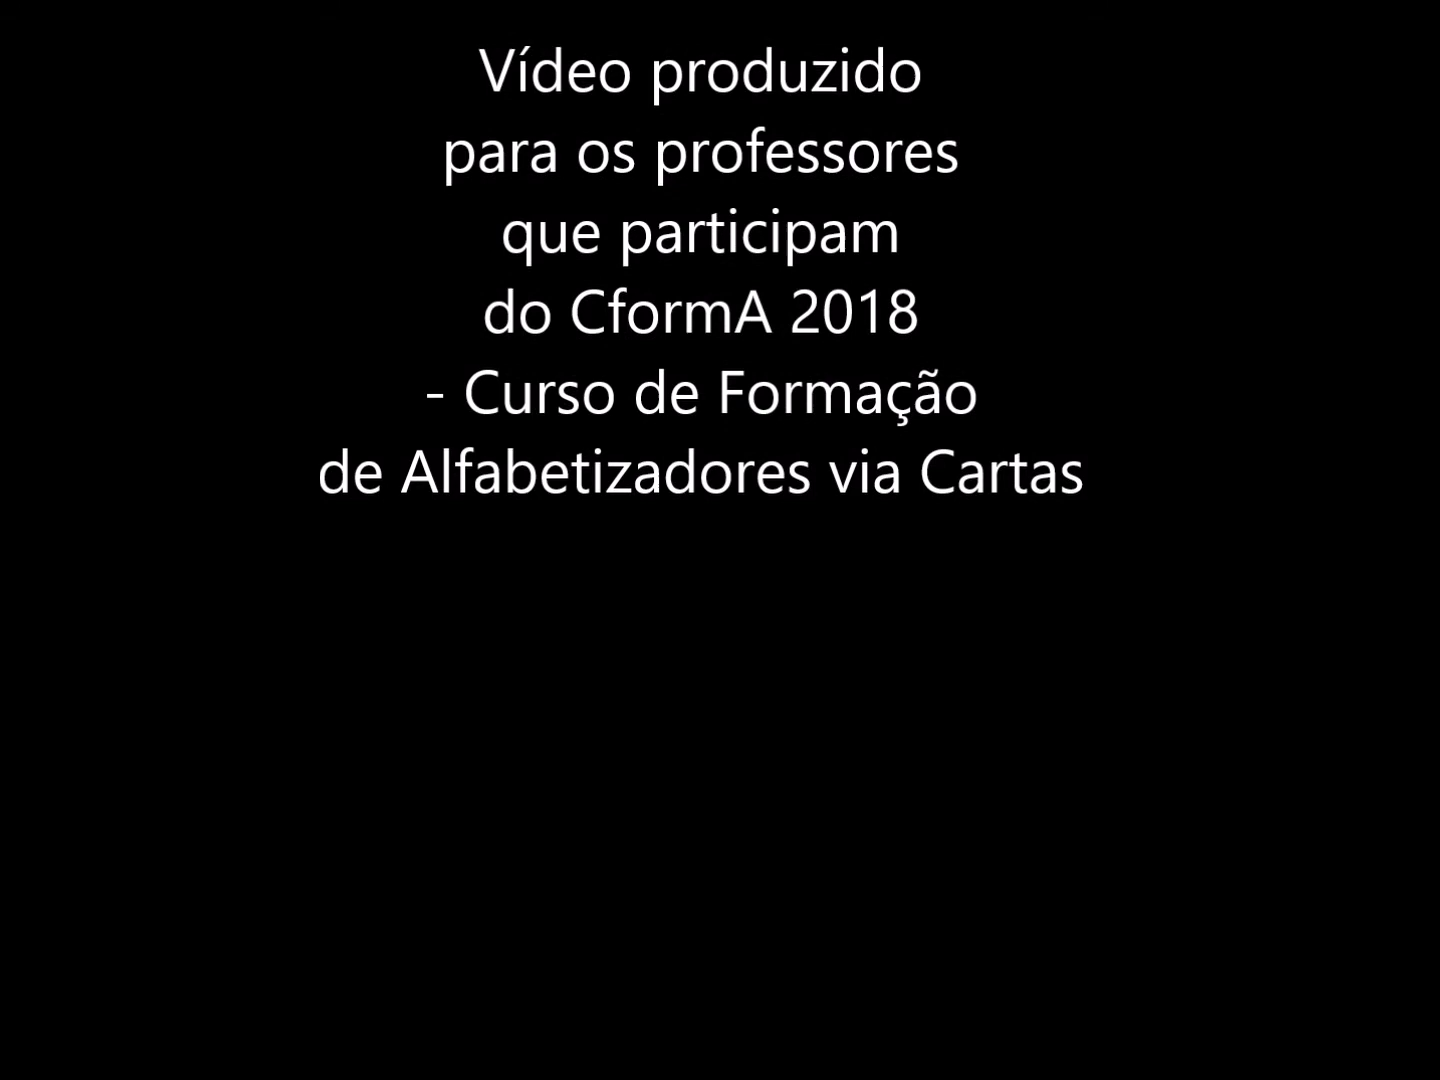 Vídeo produzido
para os professores
que participam
do CformA 2018
- Curso de Formação
de Alfabetizadores via Cartas